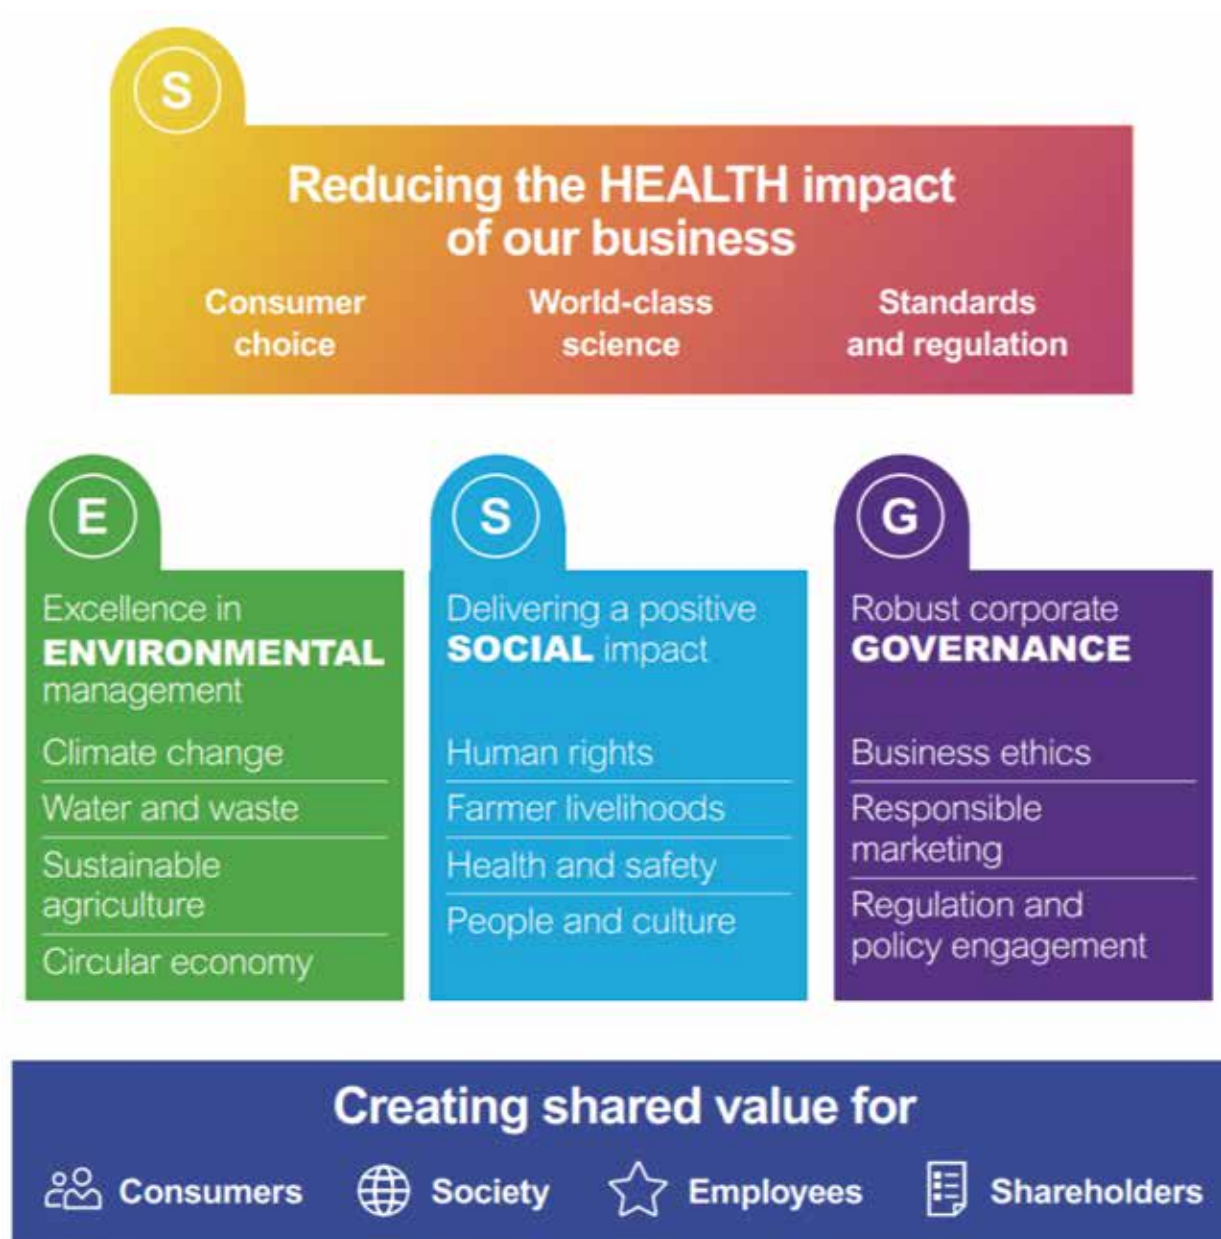 S
Reducing the HEALTH impact
of our business
Consumer
choice
World-class
science
Standards
and regulation
E
Excellence in
ENVIRONMENTAL
management
Climate change
Water and waste
Sustainable
agriculture
Circular economy
S
Delivering a positive
SOCIAL impact
Human rights
Farmer livelihoods
Health and safety
People and culture
G
Robust corporate
GOVERNANCE
Business ethics
Responsible
marketing
Regulation and
policy engagement
Creating shared value for
Consumers
Society
Employees
Shareholders